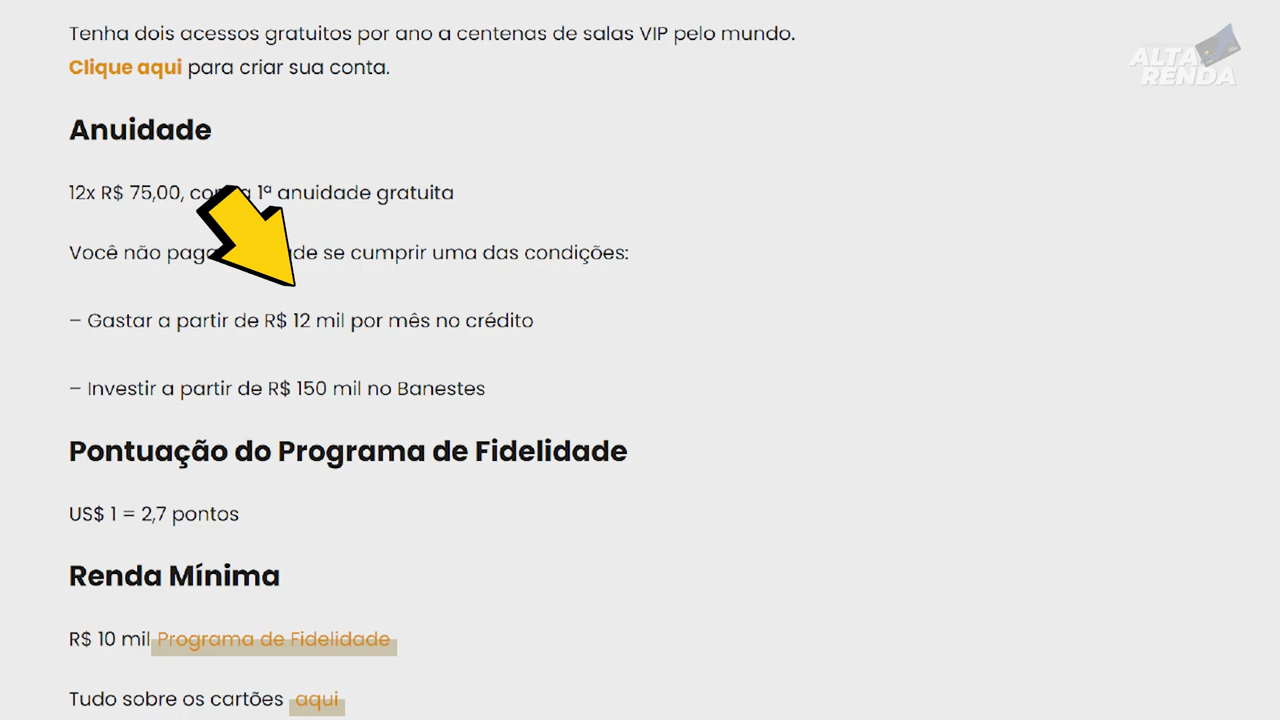 Tenha dois acessos gratuitos por ano a centenas de salas VIP pelo mundo.
Clique aqui para criar sua conta.
ALTA
RENDA
Anuidade
12x R$ 75,00, 1ª anuidade gratuita
Você não se cumprir uma das condições:
– Gastar a partir de R$ 12 mil por mês no crédito
– Investir a partir de R$ 150 mil no Banestes
Pontuação do Programa de Fidelidade
US$ 1 = 2,7 pontos
Renda Mínima
R$ 10 mil Programa de Fidelidade
Tudo sobre os cartões aqui